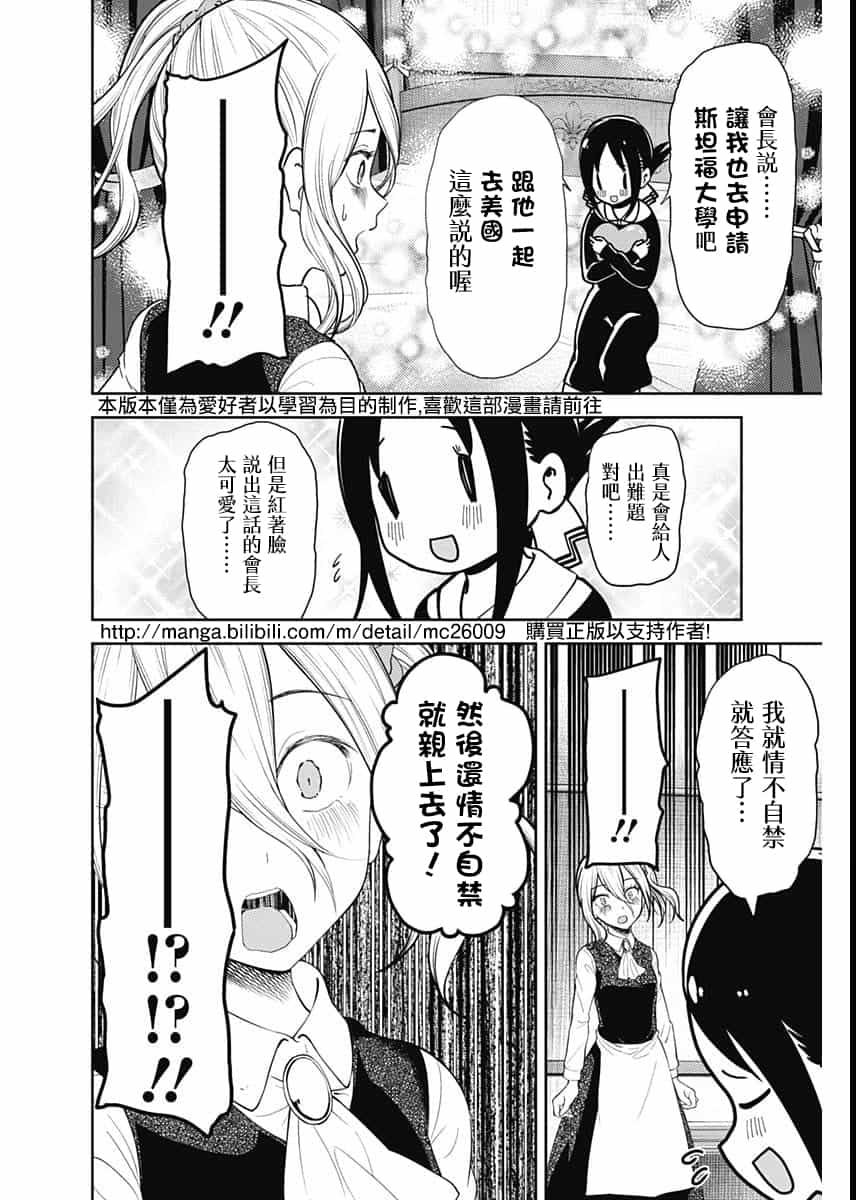 會長説……
讓我也去申請
斯坦福大學吧
跟他一起
去美國
這麼説的喔
——!!
本版本僅為愛好者以學習為目的制作,喜歡這部漫畫請前往
真是會給人
出難題
對吧……
但是紅著臉
説出這話的會長
太可愛了……
http://manga.bilibili.com/m/detail/mc26009 購買正版以支持作者!
我就情不自禁
就答應了…
——!!
然後還情不自禁
就親上去了!
——!?!?!!